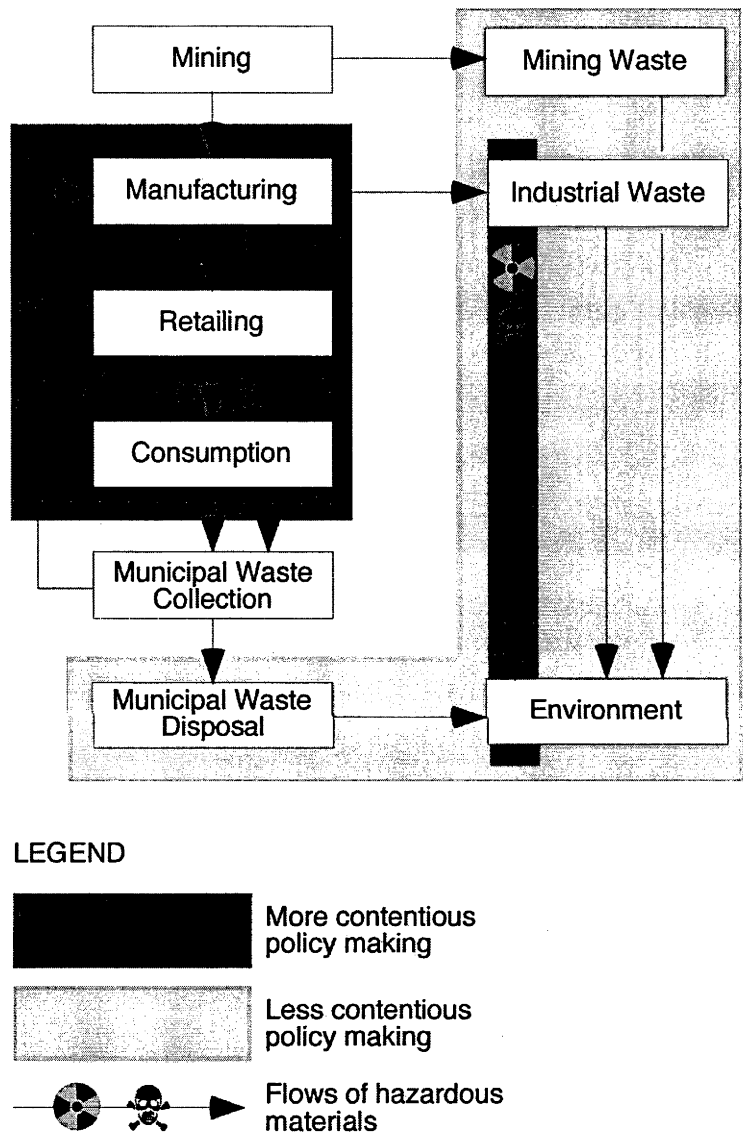 Mining
Mining Waste
Manufacturing
Industrial Waste
Retailing
Consumption
Municipal Waste
Collection
Municipal Waste
Disposal
Environment
LEGEND
More contentious
policy making
Less contentious
policy making
Flows of hazardous
materials